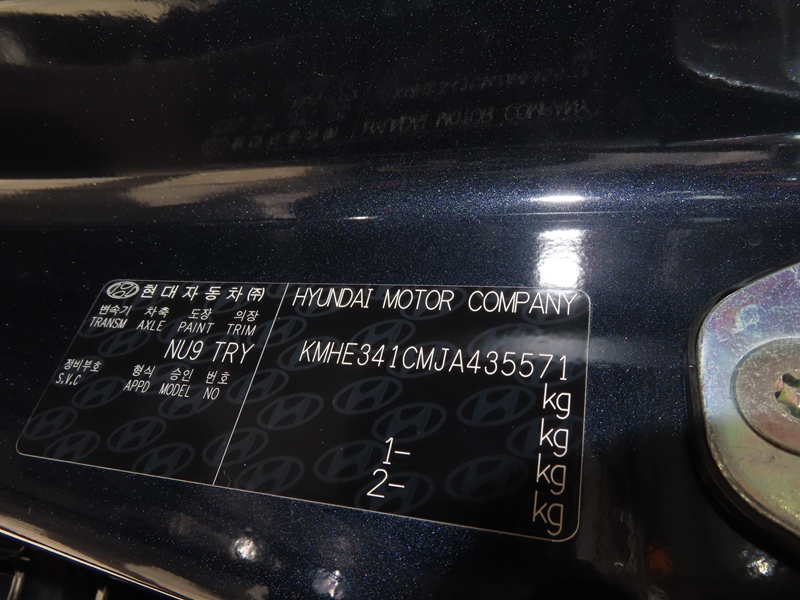 현대자동차(주)
변속기 차축 도장 의장
TRANSM AXLE PAINT TRIM
NU9 TRY
정비부호 형식 승인 번호
S.V.C APPD MODEL NO
HYUNDAI MOTOR COMPANY
KMHE341CMJA435571
kg
kg
1- kg
2- kg